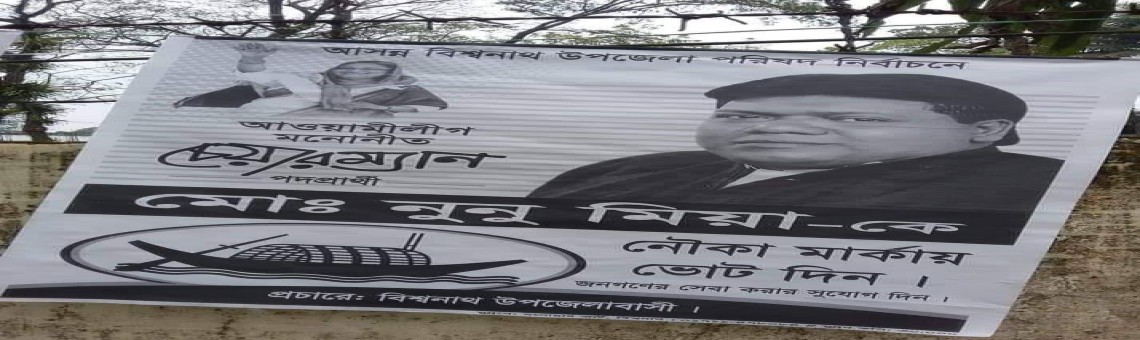 আসন্ন বিশ্বনাথ উপজেলা পরিষদ নির্বাচনে
আওয়ামীলীগ
মনোনীত
চেয়ারম্যান
পদপ্রার্থী
মোঃ নুনু মিয়া-কে
নৌকা মার্কায়
ভোট দিন ।
জনগণের সেবা করার সুযোগ দিন ।
প্রচারেঃ বিশ্বনাথ উপজেলাবাসী ।